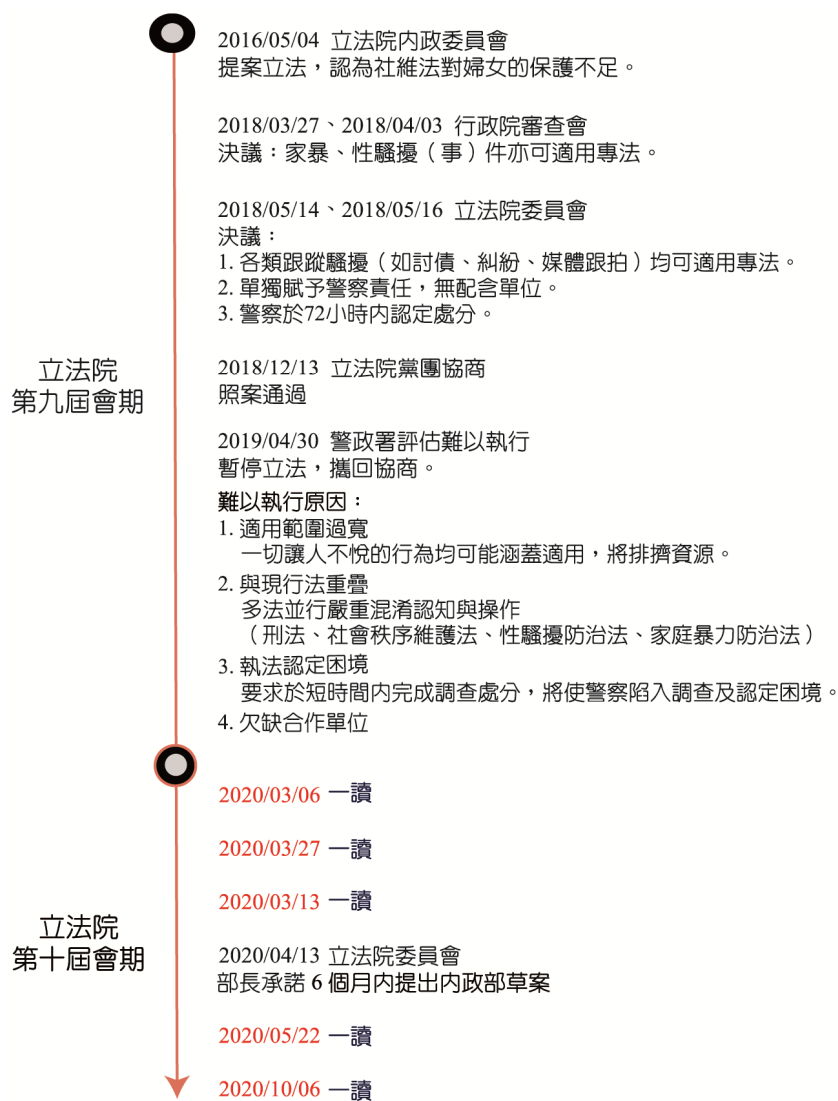 2016/05/04 立法院內政委員會
提案立法，認為社維法對婦女的保護不足。
2018/03/27、2018/04/03 行政院審查會
決議：家暴、性騷擾（事）件亦可適用專法。
2018/05/14、2018/05/16 立法院委員會
決議：
1. 各類跟蹤騷擾（如討債、糾紛、媒體跟拍）均可適用專法。
2. 單獨賦予警察責任，無配含單位。
3. 警察於72小時內認定處分。
立法院
第九屆會期
2018/12/13 立法院黨團協商
照案通過
2019/04/30 警政署評估難以執行
暫停立法，攜回協商。
難以執行原因：
1. 適用範圍過寬
一切讓人不悅的行為均可能涵蓋適用，將排擠資源。
2. 與現行法重疊
多法並行嚴重混淆認知與操作
（刑法、社會秩序維護法、性騷擾防治法、家庭暴力防治法）
3. 執法認定困境
要求於短時間內完成調查處分，將使警察陷入調查及認定困境。
4. 欠缺合作單位
2020/03/06 一讀
2020/03/27 一讀
2020/03/13 一讀
立法院
第十屆會期
2020/04/13 立法院委員會
部長承諾 6 個月內提出內政部草案
2020/05/22 一讀
2020/10/06 一讀